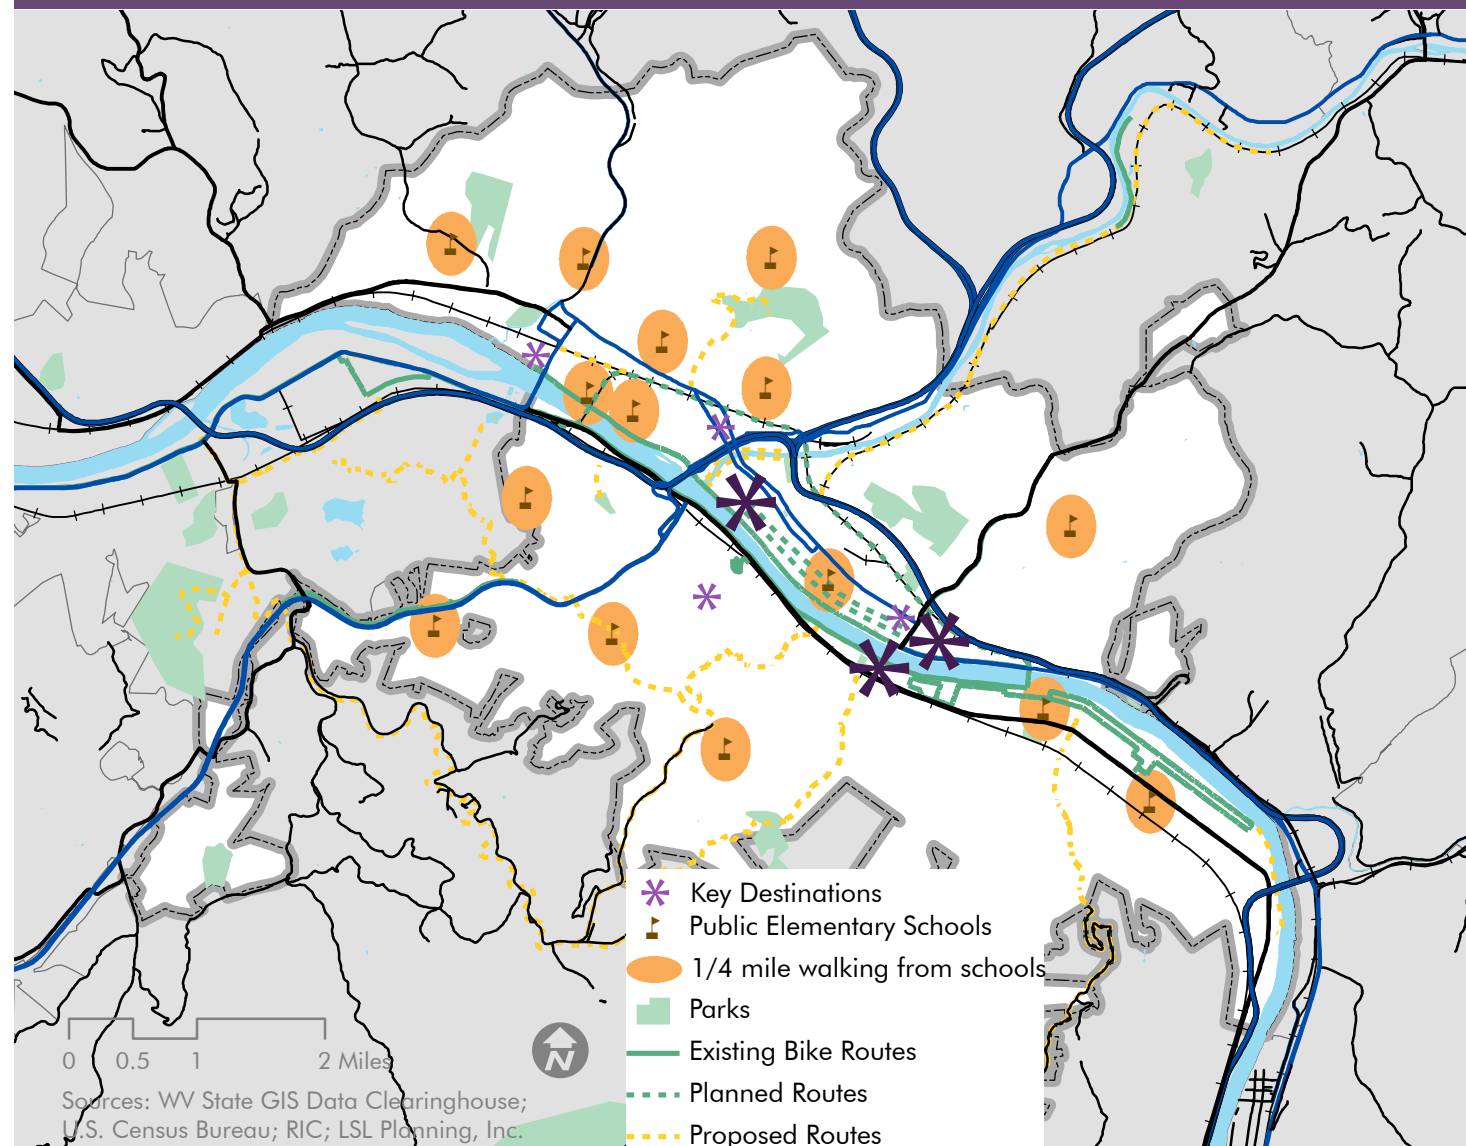 Key Destinations
Public Elementary Schools
1/4 mile walking from schools
Parks
Existing Bike Routes
Planned Routes
Proposed Routes
0 0.5 1 2 Miles
N
Sources: WV State GIS Data Clearinghouse;
U.S. Census Bureau; RIC; LSL Planning, Inc.